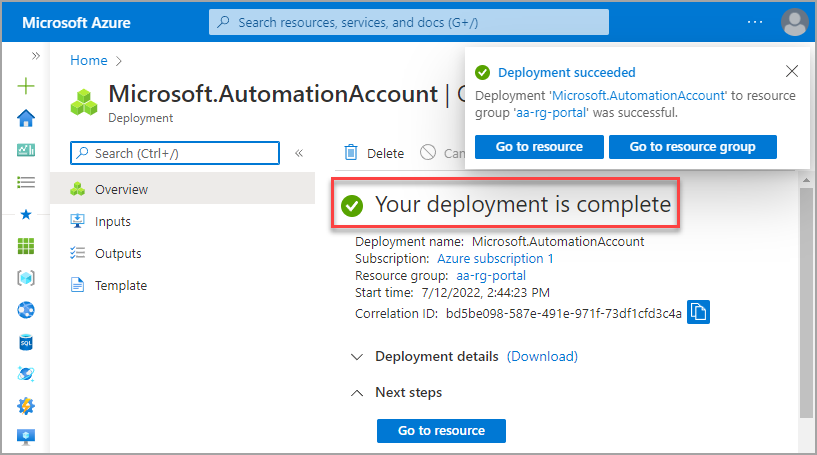 Microsoft Azure
Search resources, services, and docs (G+/)
...
Home >
Microsoft.AutomationAccount |
Deployment
Deployment succeeded
Deployment 'Microsoft.AutomationAccount' to resource
group 'aa-rg-portal' was successful.
Go to resource
Go to resource group
Search (Ctrl+/)
«
Delete
Overview
Inputs
Outputs
Template
Your deployment is complete
Deployment name: Microsoft.AutomationAccount
Subscription: Azure subscription 1
Resource group: aa-rg-portal
Start time: 7/12/2022, 2:44:23 PM
Correlation ID: bd5be098-587e-491e-971f-73df1cfd3c4a
Deployment details (Download)
Next steps
Go to resource
SQL